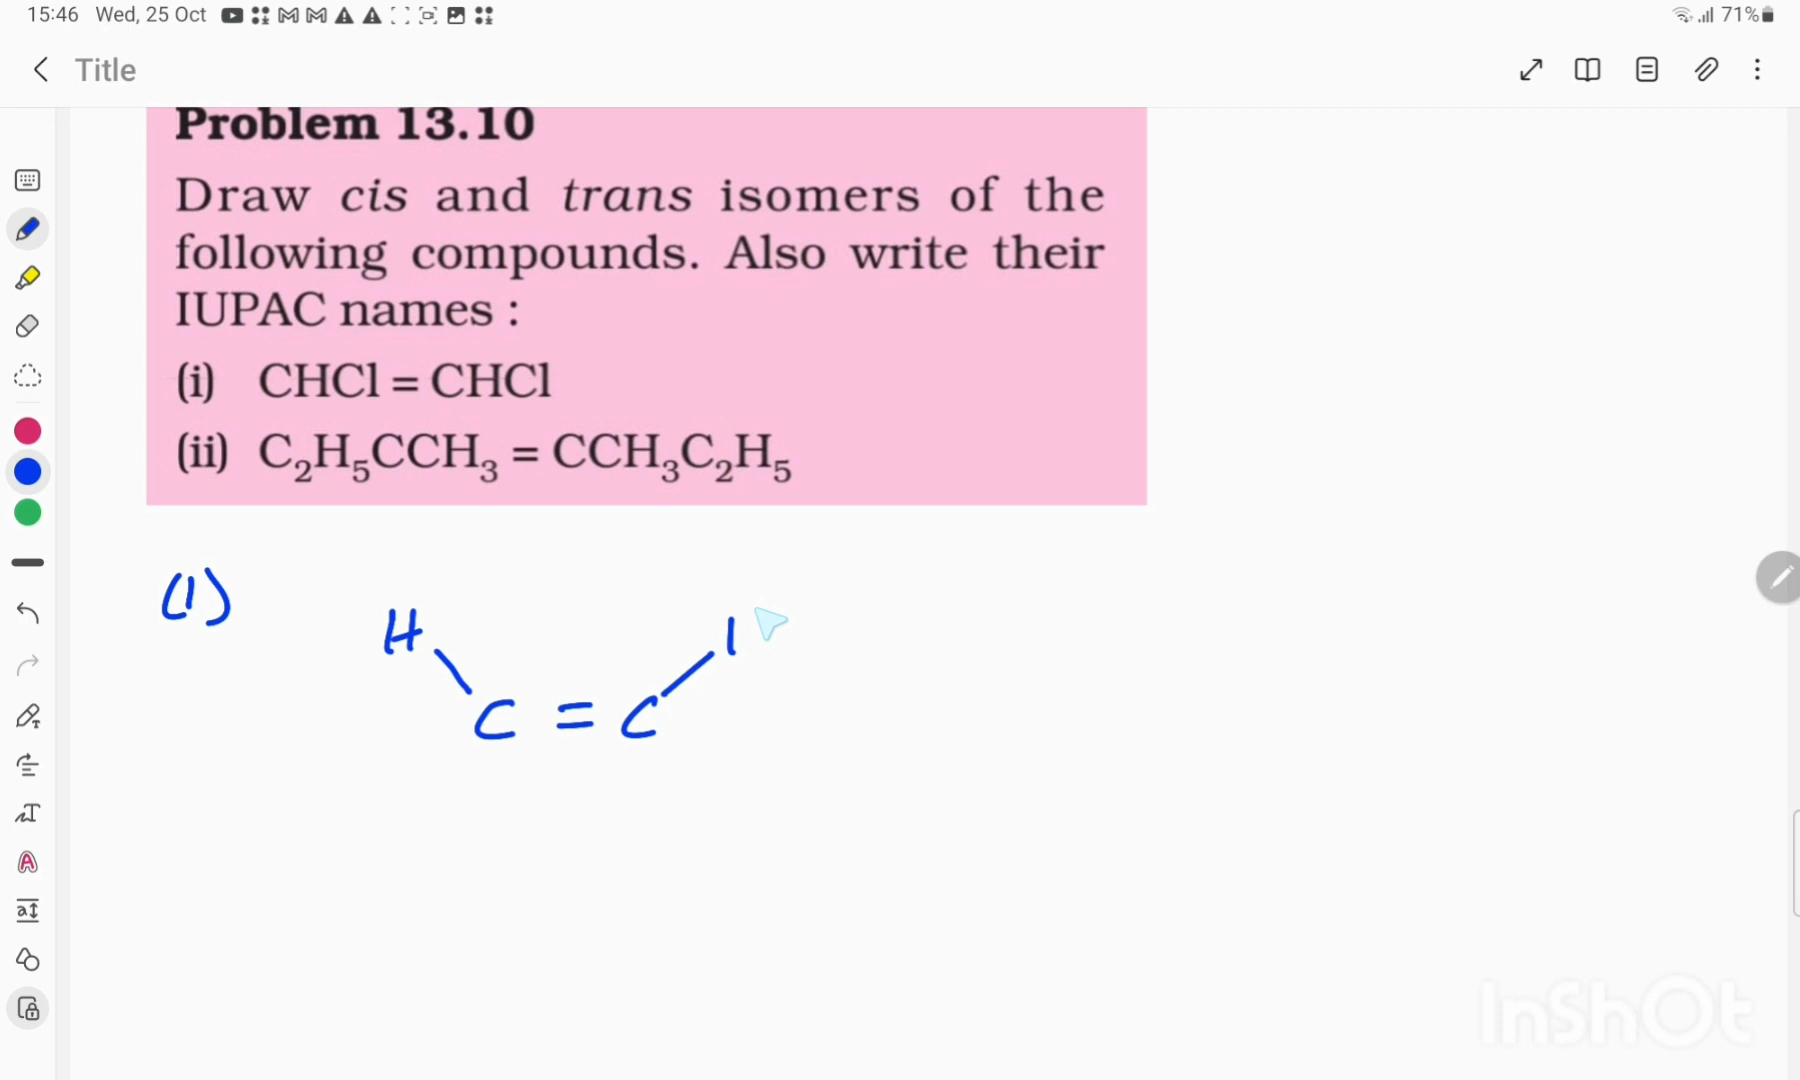 15:46 Wed, 25 Oct 71%
Title
Problem 13.10
Draw cis and trans isomers of the
following compounds. Also write their
IUPAC names :
(i) CHCl = CHCl
(ii) C₂H₅CCH₃ = CCH₃C₂H₅
(1)
H I
C = C
InShOt